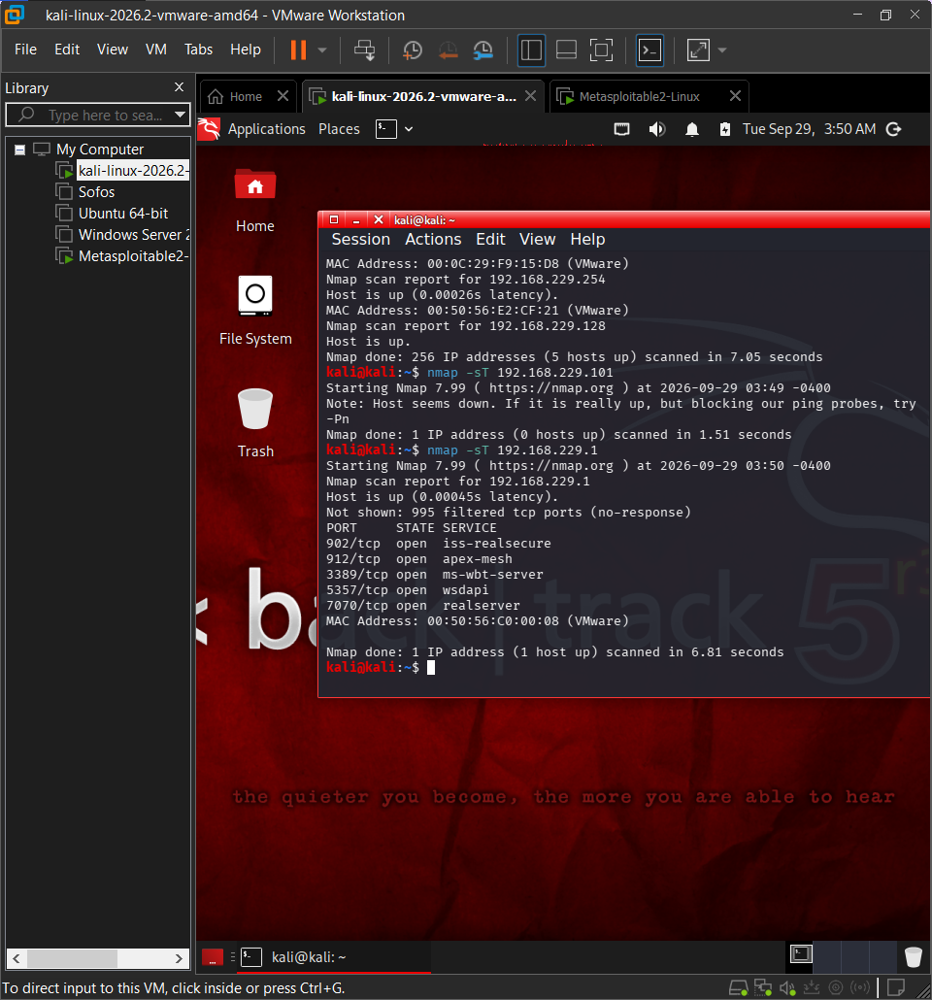 kali-linux-2026.2-vmware-amd64 - VMware Workstation
File Edit View VM Tabs Help
Library
Type here to sea...
My Computer
kali-linux-2026.2-
Sofos
Ubuntu 64-bit
Windows Server 2
Metasploitable2-
Home
kali-linux-2026.2-vmware-a...
Metasploitable2-Linux
Applications Places
Tue Sep 29, 3:50 AM
Home
File System
Trash
kali@kali: ~
Session Actions Edit View Help
MAC Address: 00:0C:29:F9:15:D8 (VMware)
Nmap scan report for 192.168.229.254
Host is up (0.00026s latency).
MAC Address: 00:50:56:E2:CF:21 (VMware)
Nmap scan report for 192.168.229.128
Host is up.
Nmap done: 256 IP addresses (5 hosts up) scanned in 7.05 seconds
kali@kali:~$ nmap -sT 192.168.229.101
Starting Nmap 7.99 ( https://nmap.org ) at 2026-09-29 03:49 -0400
Note: Host seems down. If it is really up, but blocking our ping probes, try
-Pn
Nmap done: 1 IP address (0 hosts up) scanned in 1.51 seconds
kali@kali:~$ nmap -sT 192.168.229.1
Starting Nmap 7.99 ( https://nmap.org ) at 2026-09-29 03:50 -0400
Nmap scan report for 192.168.229.1
Host is up (0.00045s latency).
Not shown: 995 filtered tcp ports (no-response)
PORT STATE SERVICE
902/tcp open iss-realsecure
912/tcp open apex-mesh
3389/tcp open ms-wbt-server
5357/tcp open wsdapi
7070/tcp open realserver
MAC Address: 00:50:56:C0:00:08 (VMware)
Nmap done: 1 IP address (1 host up) scanned in 6.81 seconds
kali@kali:~$
back | track 5
the quieter you become, the more you are able to hear
kali@kali: ~
To direct input to this VM, click inside or press Ctrl+G.